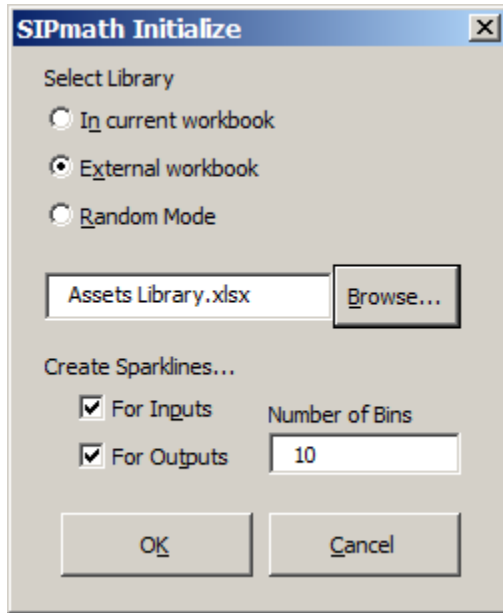 SIPmath Initialize
Select Library
In current workbook
External workbook
Random Mode
Assets Library.xlsx
Browse...
Create Sparklines...
For Inputs
Number of Bins
For Outputs
10
OK
Cancel